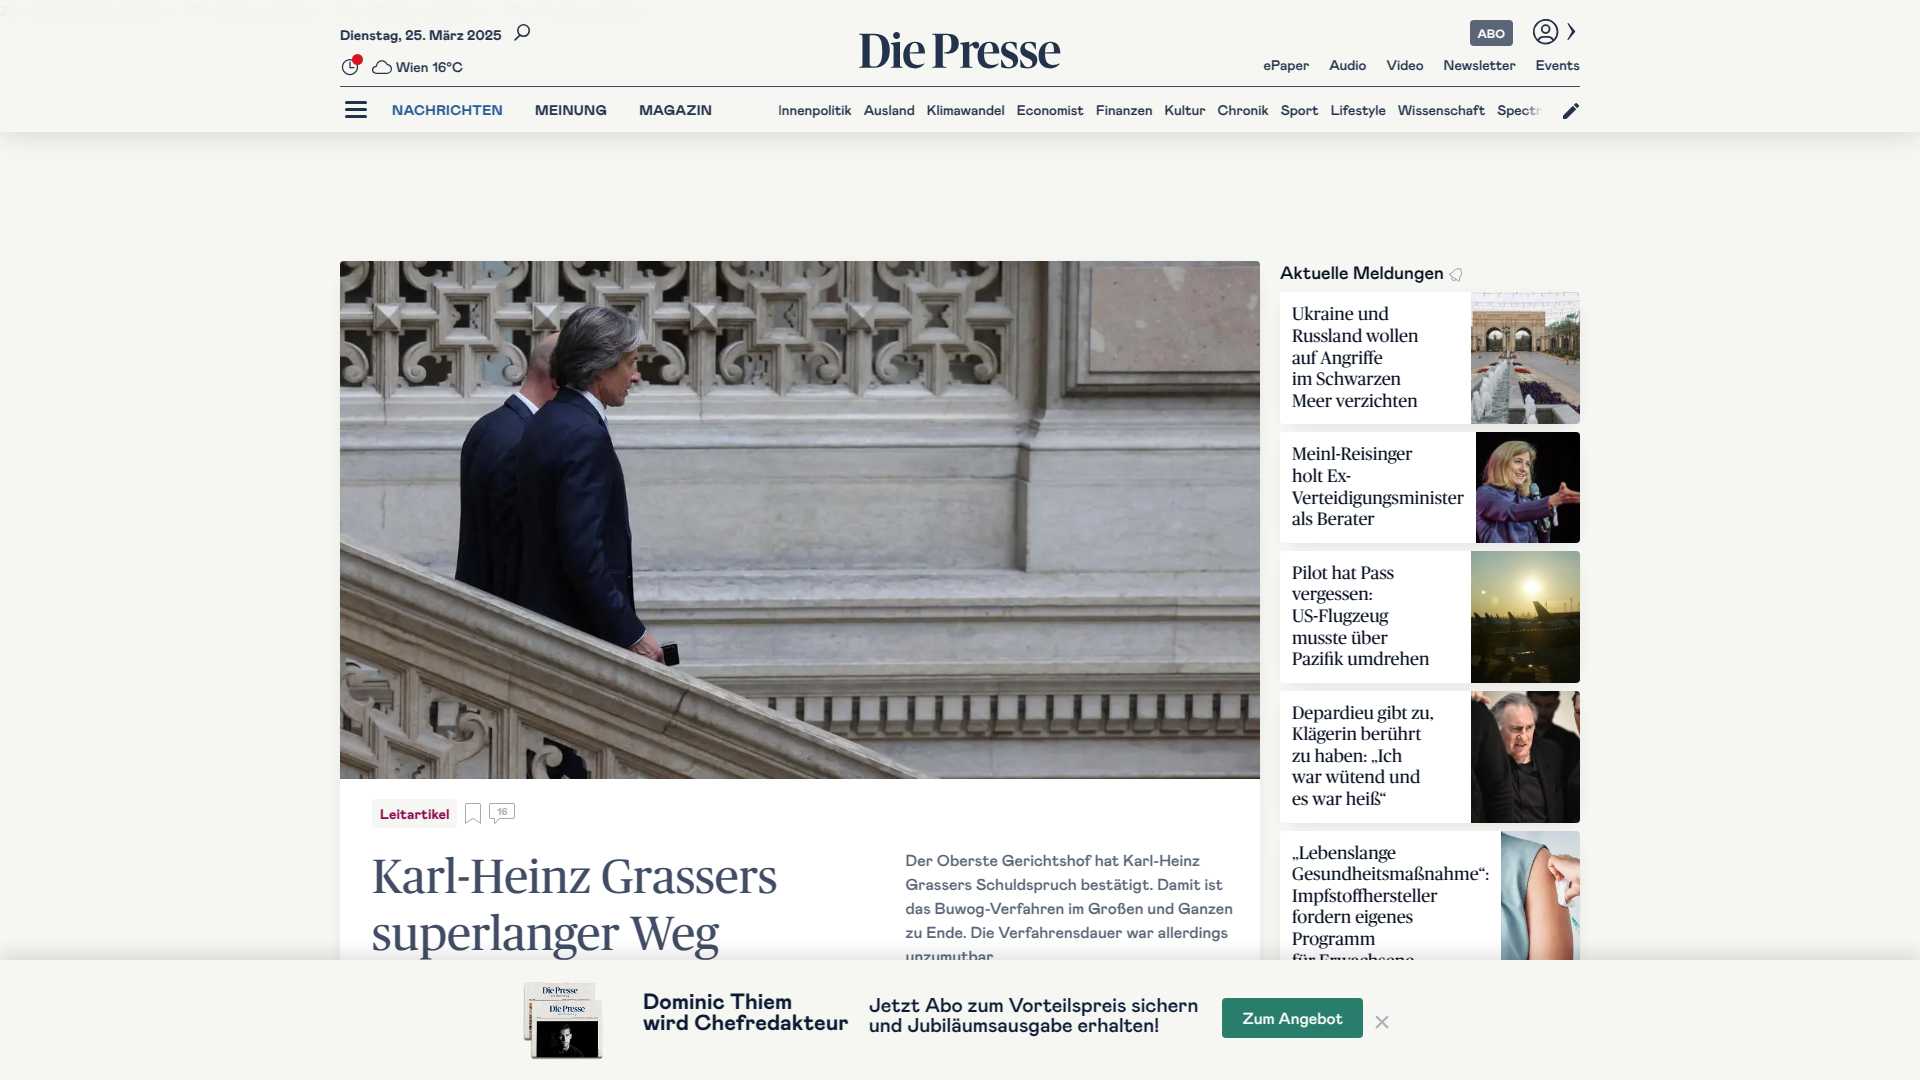 Dienstag, 25. März 2025
Wien 16°C
Die Presse
ABO
ePaper Audio Video Newsletter Events
NACHRICHTEN MEINUNG MAGAZIN
Innenpolitik Ausland Klimawandel Economist Finanzen Kultur Chronik Sport Lifestyle Wissenschaft
Leitartikel
16
Karl-Heinz Grassers
superlanger Weg
Der Oberste Gerichtshof hat Karl-Heinz
Grassers Schuldspruch bestätigt. Damit ist
das Buwog-Verfahren im Großen und Ganzen
zu Ende. Die Verfahrensdauer war allerdings
unzumutbar.
Aktuelle Meldungen
Ukraine und
Russland wollen
auf Angriffe
im Schwarzen
Meer verzichten
Meinl-Reisinger
holt Ex-
Verteidigungsminister
als Berater
Pilot hat Pass
vergessen:
US-Flugzeug
musste über
Pazifik umdrehen
Depardieu gibt zu,
Klägerin berührt
zu haben: „Ich
war wütend und
es war heiß“
„Lebenslange
Gesundheitsmaßnahme“:
Impfstoffhersteller
fordern eigenes
Programm
für Erwachsene
Die Presse
Die Presse
Dominic Thiem
wird Chefredakteur
Jetzt Abo zum Vorteilspreis sichern
und Jubiläumsausgabe erhalten!
Zum Angebot